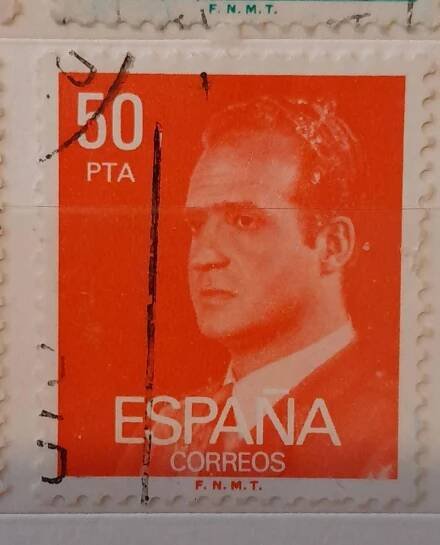 F. N. M. T.
50
PTA
ESPAÑA
CORREOS
F. N. M. T.